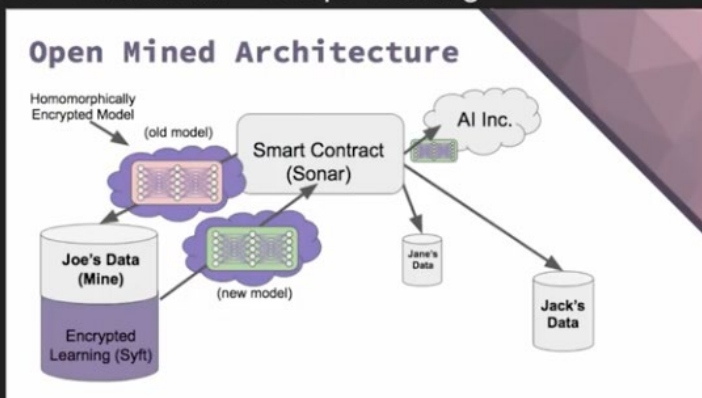 Open Mined Architecture
Homomorphically
Encrypted Model
(old model)
Smart Contract
(Sonar)
AI Inc.
Joe's Data
(Mine)
(new model)
Encrypted
Learning (Syft)
Jane's
Data
Jack's
Data